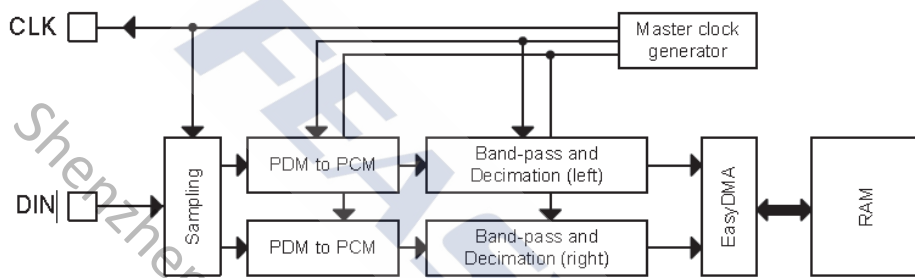 CLK
Master clock
generator
Shenzhen
FEAS
DIN
Sampling
PDM to PCM
Band-pass and
Decimation (left)
PDM to PCM
Band-pass and
Decimation (right)
EasyDMA
RAM